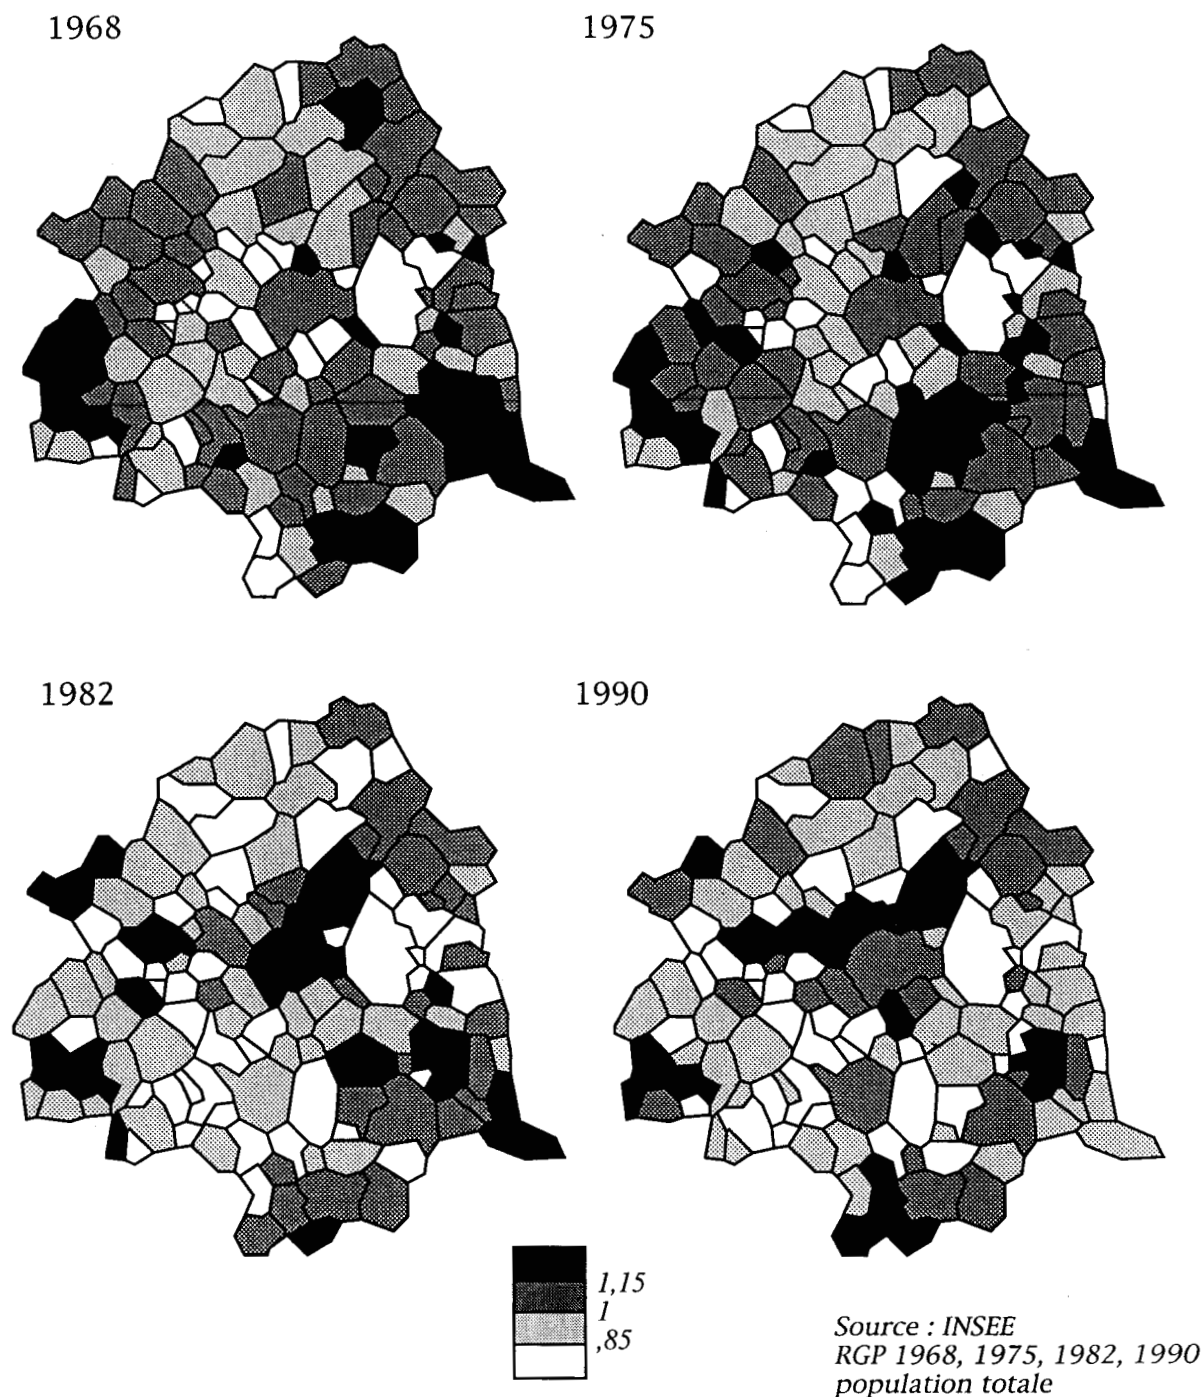 1968
1975
1982
1990
1,15
1
,85
Source : INSEE
RGP 1968, 1975, 1982, 1990
population totale